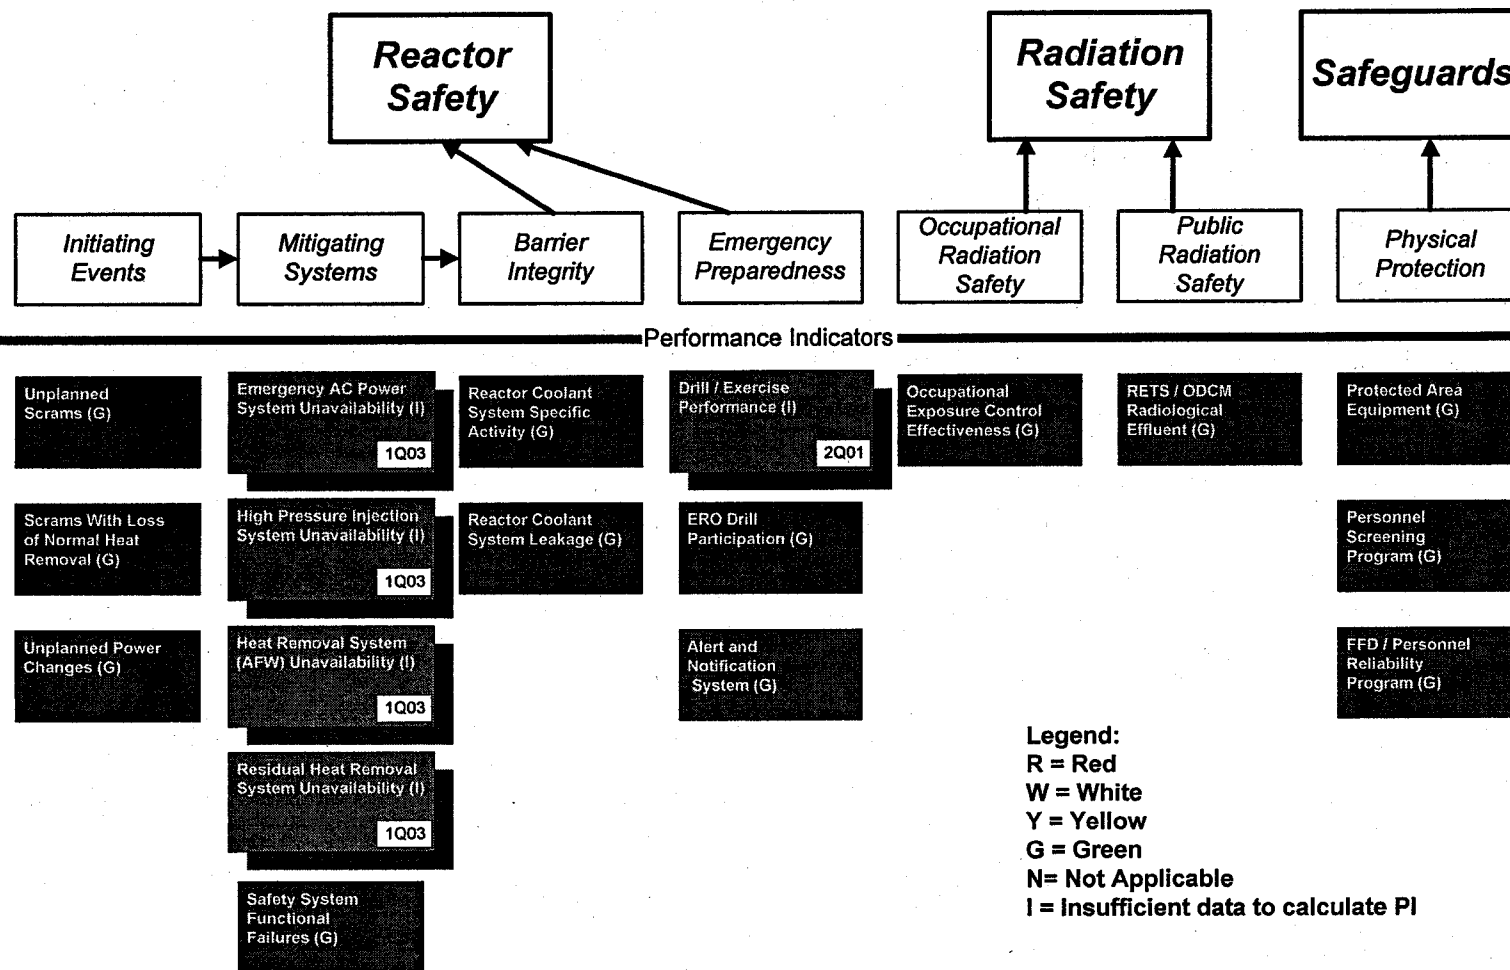 Reactor
Safety
Radiation
Safety
Safeguards
Initiating
Events
Mitigating
Systems
Barrier
Integrity
Emergency
Preparedness
Occupational
Radiation
Safety
Public
Radiation
Safety
Physical
Protection
Performance Indicators
Unplanned
Scrams (G)
Emergency AC Power
System Unavailability (I)
1Q03
Reactor Coolant
System Specific
Activity (G)
Drill / Exercise
Performance (I)
2Q01
Occupational
Exposure Control
Effectiveness (G)
RETS / ODCM
Radiological
Effluent (G)
Protected Area
Equipment (G)
Scrams With Loss
of Normal Heat
Removal (G)
High Pressure Injection
System Unavailability (I)
1Q03
Reactor Coolant
System Leakage (G)
ERO Drill
Participation (G)
Personnel
Screening
Program (G)
Unplanned Power
Changes (G)
Heat Removal System
(AFW) Unavailability (I)
1Q03
Alert and
Notification
System (G)
FFD / Personnel
Reliability
Program (G)
Residual Heat Removal
System Unavailability (I)
1Q03
Safety System
Functional
Failures (G)
Legend:
R = Red
W = White
Y = Yellow
G = Green
N= Not Applicable
I = Insufficient data to calculate PI